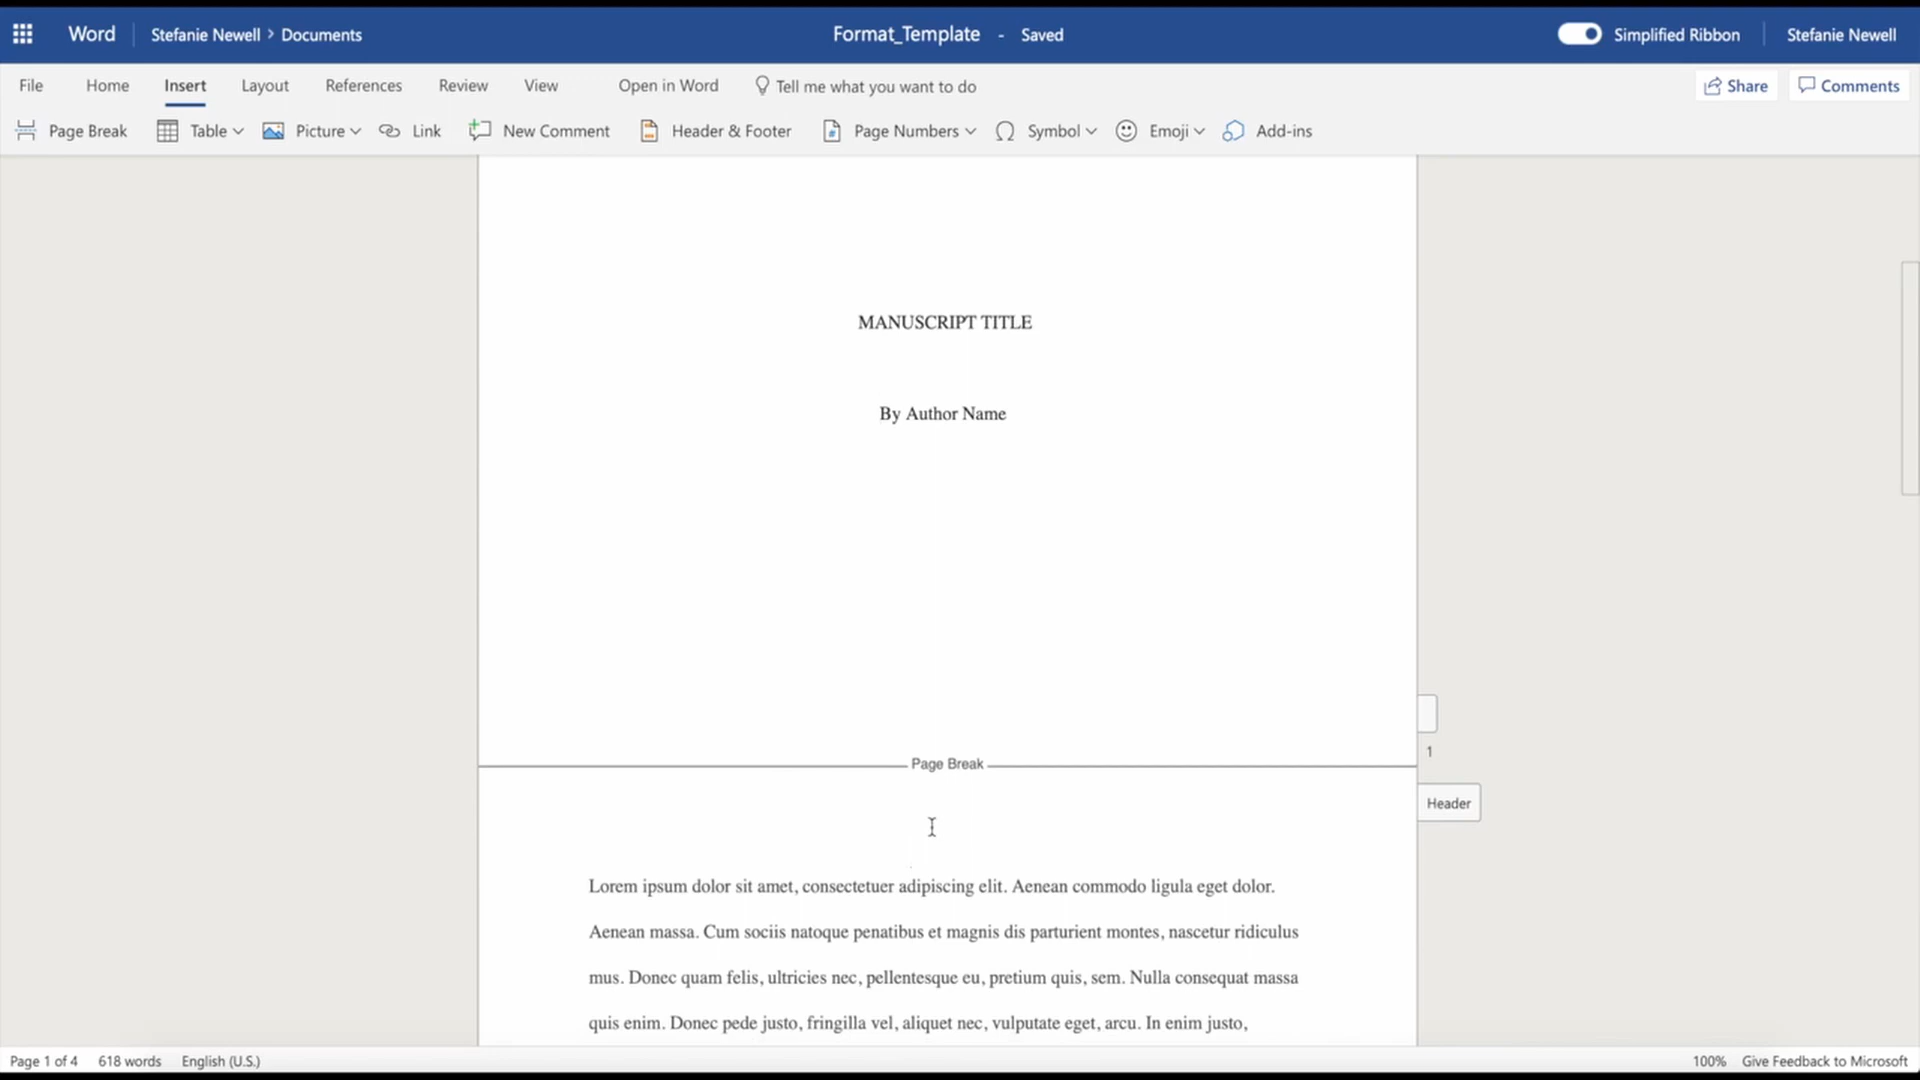 Word Stefanie Newell > Documents Format_Template - Saved Simplified Ribbon Stefanie Newell
File Home Insert Layout References Review View Open in Word Tell me what you want to do Share Comments
Page Break Table Picture Link New Comment Header & Footer Page Numbers Symbol Emoji Add-ins
MANUSCRIPT TITLE
By Author Name
1
Page Break
Header
Lorem ipsum dolor sit amet, consectetuer adipiscing elit. Aenean commodo ligula eget dolor.
Aenean massa. Cum sociis natoque penatibus et magnis dis parturient montes, nascetur ridiculus
mus. Donec quam felis, ultricies nec, pellentesque eu, pretium quis, sem. Nulla consequat massa
quis enim. Donec pede justo, fringilla vel, aliquet nec, vulputate eget, arcu. In enim justo,
Page 1 of 4 618 words English (U.S.) 100% Give Feedback to Microsoft